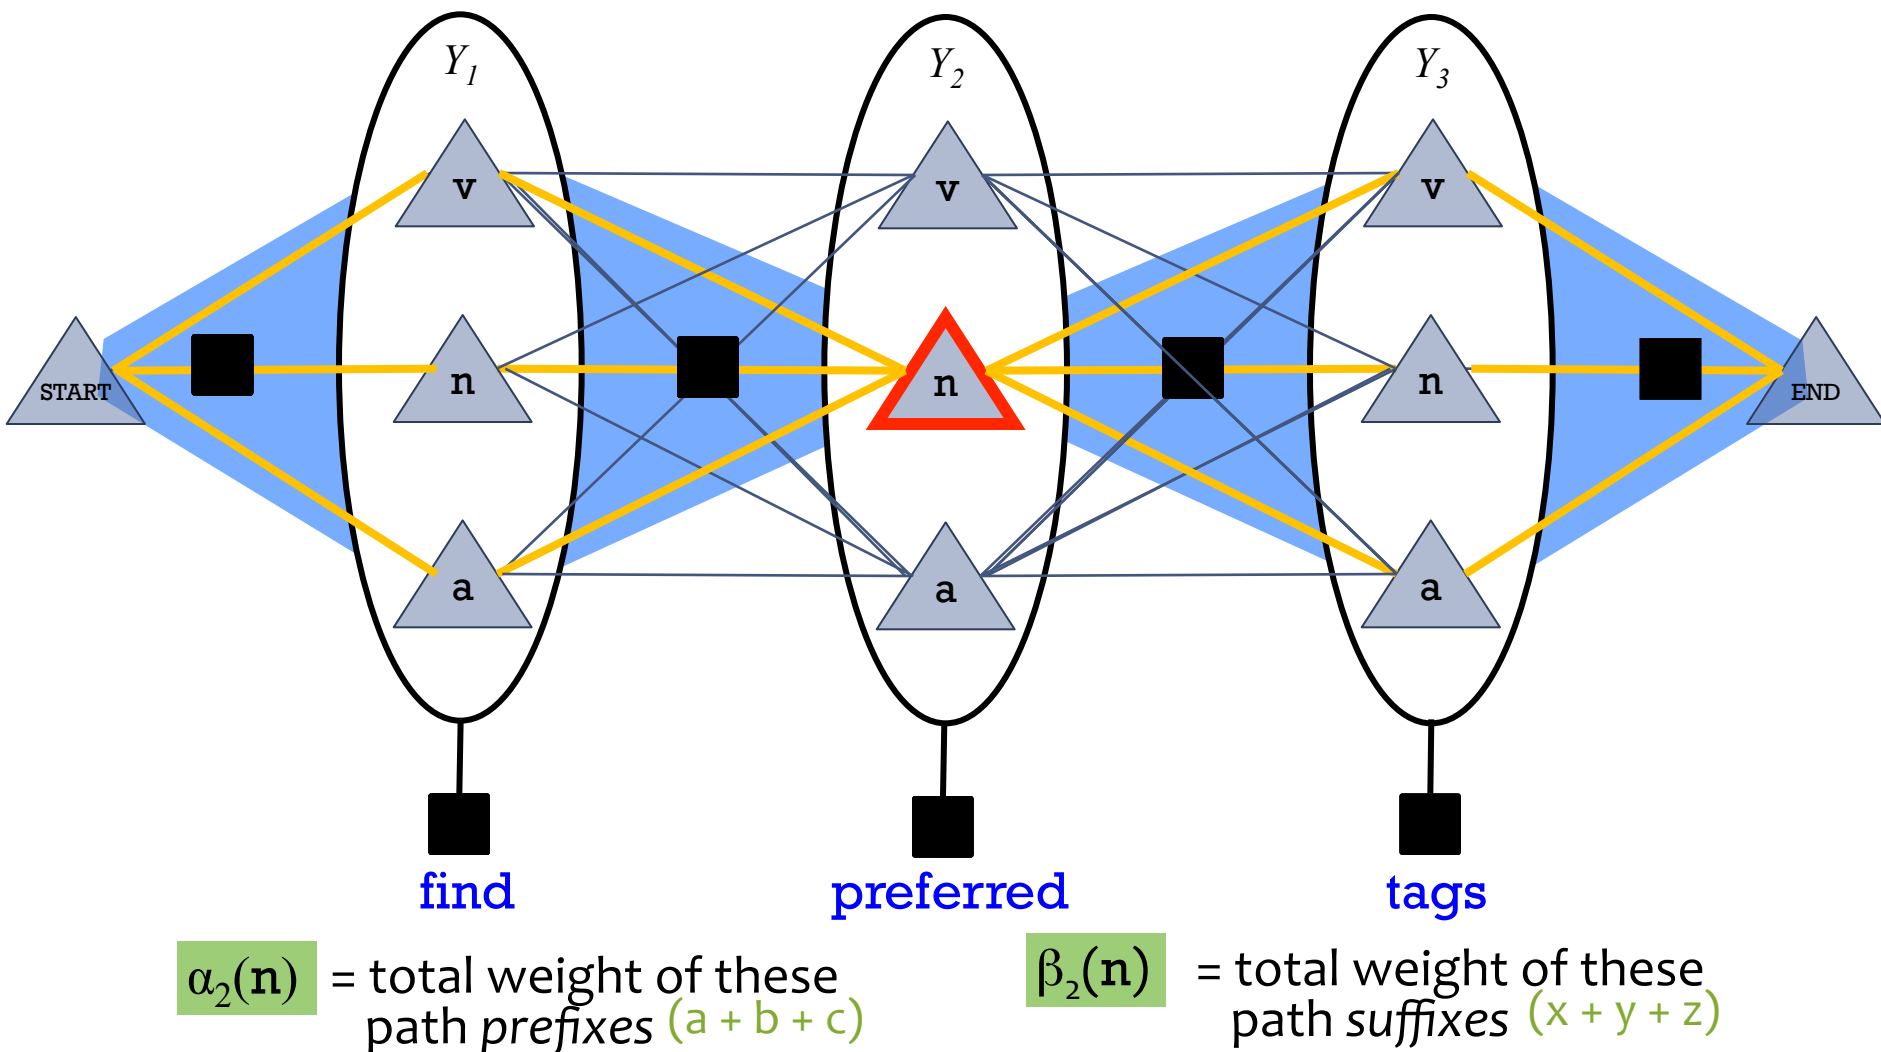 Y1 Y2 Y3
v v v
START n n n END
a a a
find preferred tags
α2(n) = total weight of these
path prefixes (a + b + c)
β2(n) = total weight of these
path suffixes (x + y + z)